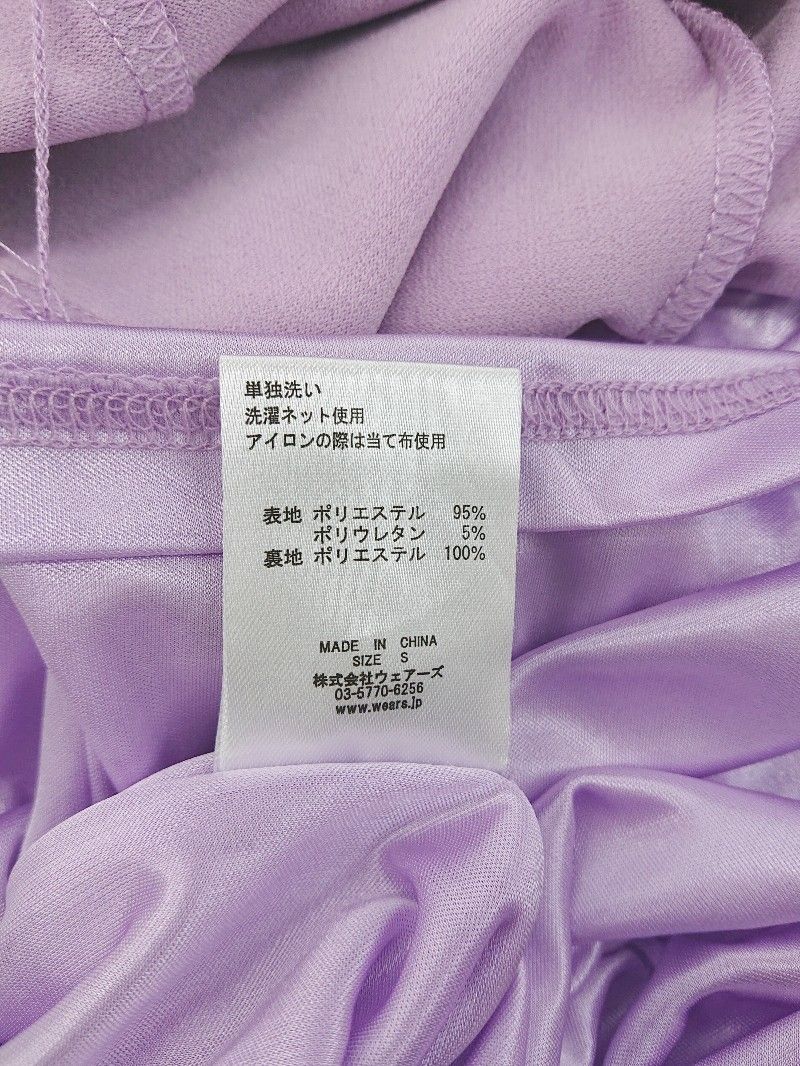 単独洗い
洗濯ネット使用
アイロンの際は当て布使用
表地 ポリエステル 95%
ポリウレタン 5%
裏地 ポリエステル 100%
MADE IN CHINA
SIZE S
株式会社ウェアーズ
03-5770-6256
www.wears.jp